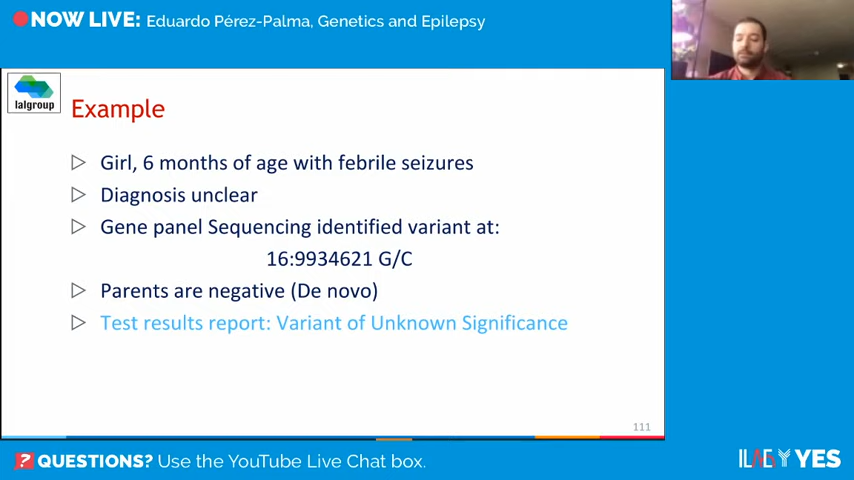 NOW LIVE: Eduardo Pérez-Palma, Genetics and Epilepsy
lalgroup
Example
Girl, 6 months of age with febrile seizures
Diagnosis unclear
Gene panel Sequencing identified variant at:
16:9934621 G/C
Parents are negative (De novo)
Test results report: Variant of Unknown Significance
111
? QUESTIONS? Use the YouTube Live Chat box.
ILAE YES